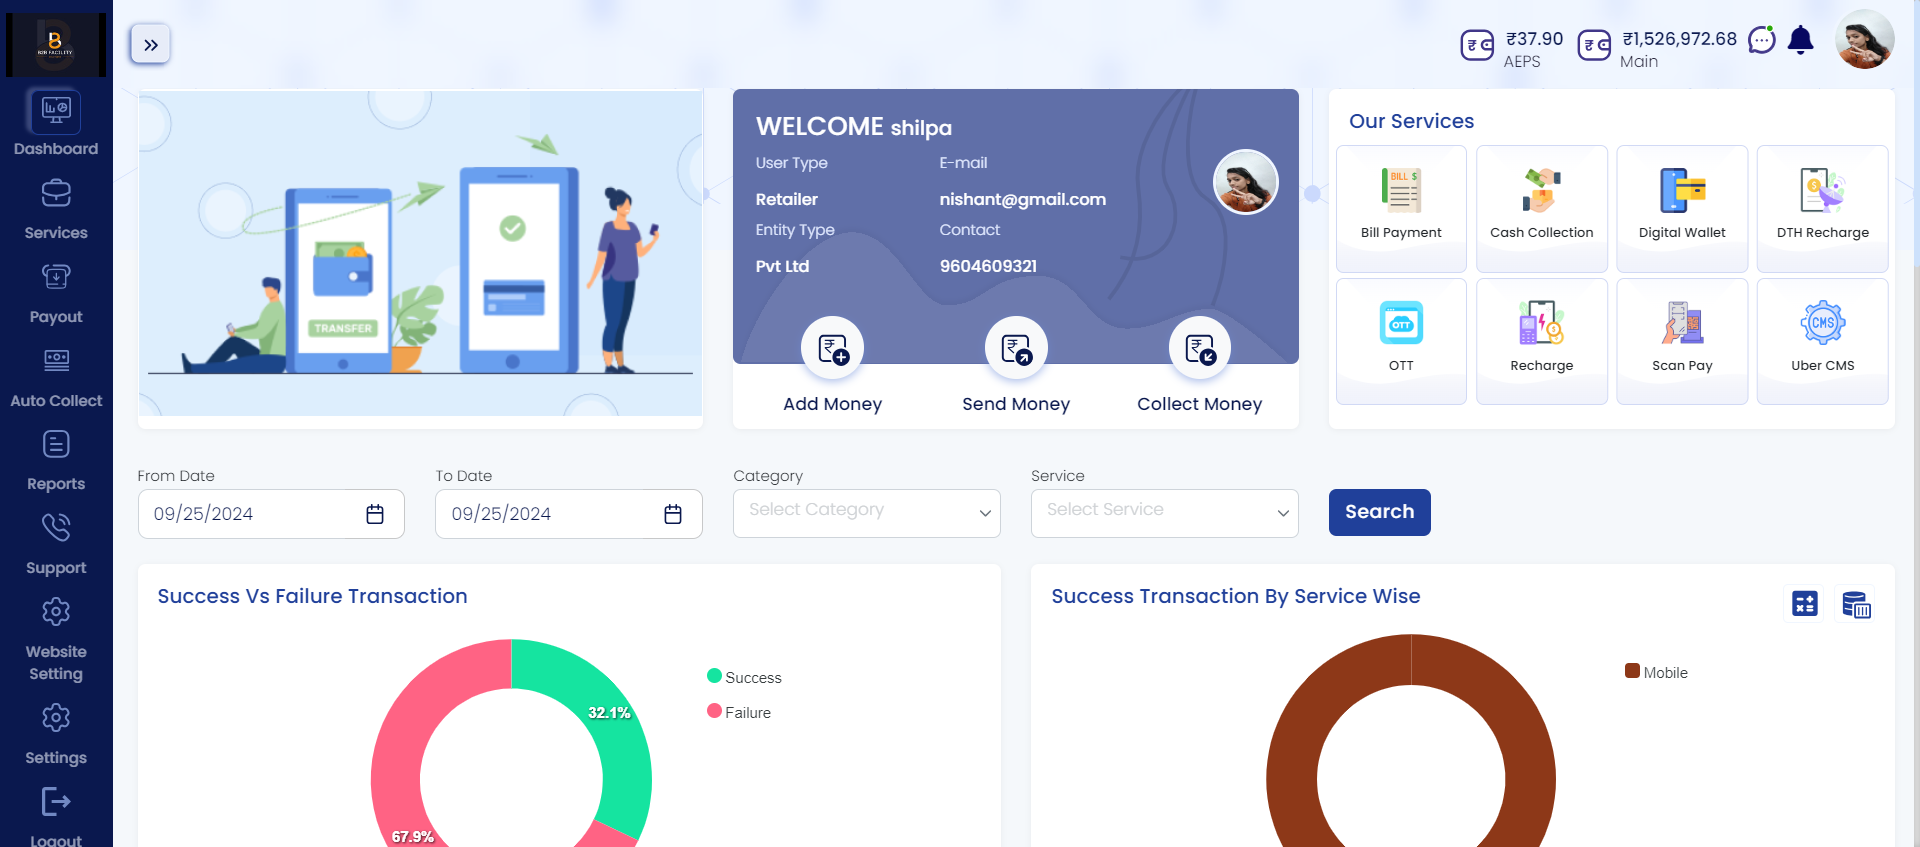 B2B FACILITY
Dashboard
Services
Payout
Auto Collect
Reports
Support
Website
Setting
Settings
Logout
₹37.90
AEPS
₹1,526,972.68
Main
TRANSFER
WELCOME shilpa
User Type
E-mail
Retailer
nishant@gmail.com
Entity Type
Contact
Pvt Ltd
9604609321
Add Money
Send Money
Collect Money
Our Services
BILL $
Bill Payment
Cash Collection
Digital Wallet
DTH Recharge
OTT
OTT
Recharge
Scan Pay
CMS
Uber CMS
From Date
09/25/2024
To Date
09/25/2024
Category
Select Category
Service
Select Service
Search
Success Vs Failure Transaction
32.1%
67.9%
Success
Failure
Success Transaction By Service Wise
Mobile